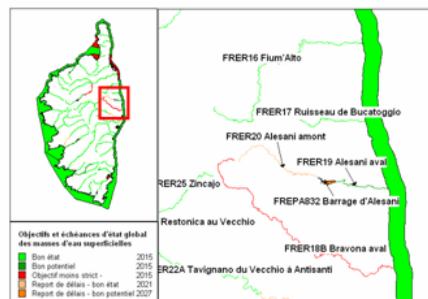 FRER16 Fium'Alto
FRER17 Ruisseau de Bucatoggio
FRER20 Alesani amont
FRER19 Alesani aval
RER25 Zincajo
FREPA832 Barrage d'Alesani
Restonica au Vecchio
FRER18B Bravona aval
ER22A Tavignano du Vecchio à Antisanti
Objectifs et échéances d'état global
des masses d'eau superficielles
Bon état 2015
Bon potentiel 2015
Objectif moins strict - 2015
Report de délais - bon état 2021
Report de délais - bon potentiel 2027